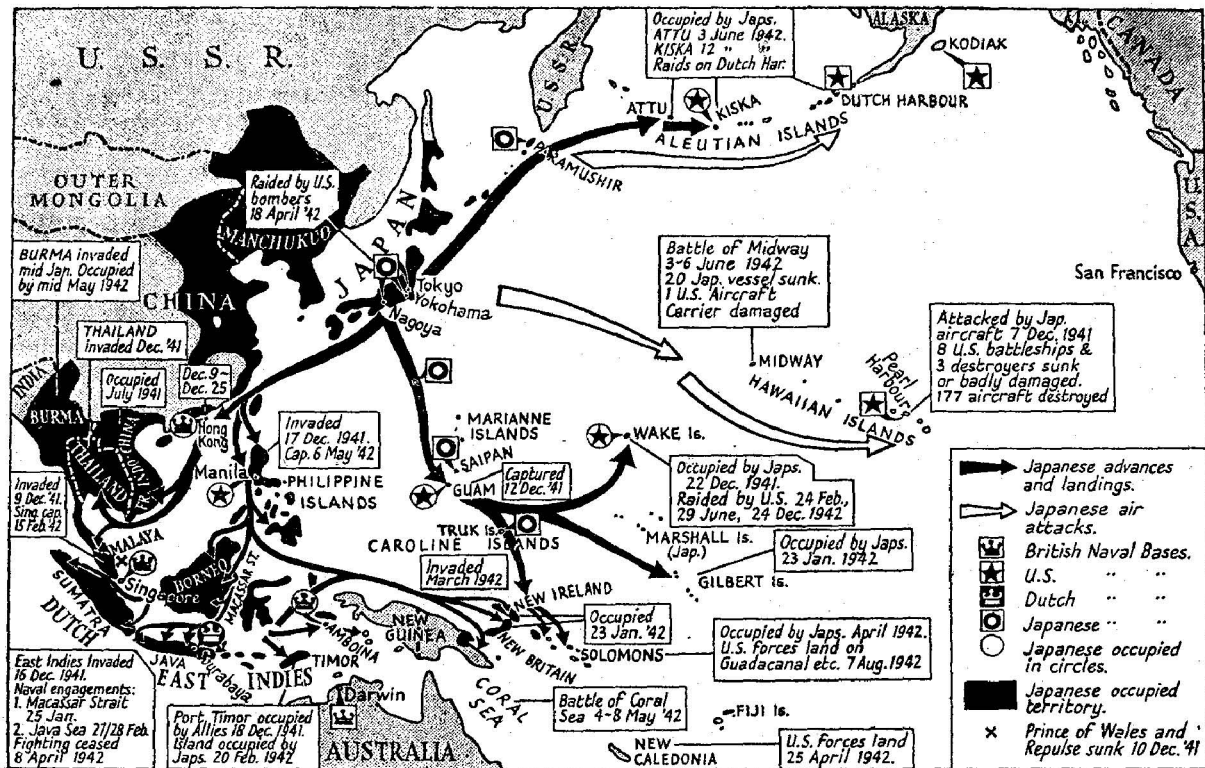 U. S. S. R.
U.S.S.R.
Occupied by Japs.
ATTU 3 June 1942.
KISKA 12 " "
Raids on Dutch Har.
ALASKA
KODIAK
CANADA
ATTU
KISKA
DUTCH HARBOUR
ALEUTIAN ISLANDS
PARAMUSHIR
OUTER
MONGOLIA
Raided by U.S.
bombers
18 April '42
MANCHUKUO
JAPAN
U.S.A.
BURMA invaded
mid Jan. Occupied
by mid May 1942
CHINA
Tokyo
Yokohama
Nagoya
Battle of Midway
3-6 June 1942
20 Jap. vessel sunk.
1 U.S. Aircraft
Carrier damaged
San Francisco
THAILAND
invaded Dec. '41
Attacked by Jap.
aircraft 7 Dec. 1941
8 U.S. battleships &
3 destroyers sunk
or badly damaged.
177 aircraft destroyed
MIDWAY
HAWAIIAN ISLANDS
Pearl
Harbour
INDIA
BURMA
Occupied
July 1941
Dec. 9-
Dec. 25
Hong
Kong
THAILAND
INDO
CHINA
Invaded
17 Dec. 1941.
Cap. 6 May '42
MARIANNE
ISLANDS
SAIPAN
WAKE Is.
Manila
PHILIPPINE
ISLANDS
GUAM
Captured
12 Dec. '41
Occupied by Japs.
22 Dec. 1941.
Raided by U.S. 24 Feb.,
29 June, 24 Dec. 1942
Invaded
9 Dec. '41.
Sing. cap.
15 Feb. '42
MALAYA
Singapore
BORNEO
MACASSAR ST.
TRUK Is.
CAROLINE ISLANDS
MARSHALL Is.
(Jap.)
Occupied by Japs.
23 Jan. 1942
GILBERT Is.
Invaded
March 1942
SUMATRA
DUTCH
EAST INDIES
JAVA
Surabaya
AMBOINA
TIMOR
NEW
GUINEA
NEW IRELAND
NEW BRITAIN
Occupied
23 Jan. '42
SOLOMONS
Occupied by Japs. April 1942.
U.S. forces land on
Guadacanal etc. 7 Aug. 1942
East Indies Invaded
16 Dec. 1941.
Naval engagements:
1. Macassar Strait
25 Jan.
2. Java Sea 27/28 Feb.
Fighting ceased
8 April 1942
Port, Timor occupied
by Allies 18 Dec. 1941.
Island occupied by
Japs. 20 Feb. 1942
Darwin
AUSTRALIA
CORAL
SEA
Battle of Coral
Sea 4-8 May '42
FIJI Is.
NEW
CALEDONIA
U.S. Forces land
25 April 1942.
Japanese advances
and landings.
Japanese air
attacks.
British Naval Bases.
U.S. " "
Dutch " "
Japanese " "
Japanese occupied
in circles.
Japanese occupied
territory.
Prince of Wales and
Repulse sunk 10 Dec. '41